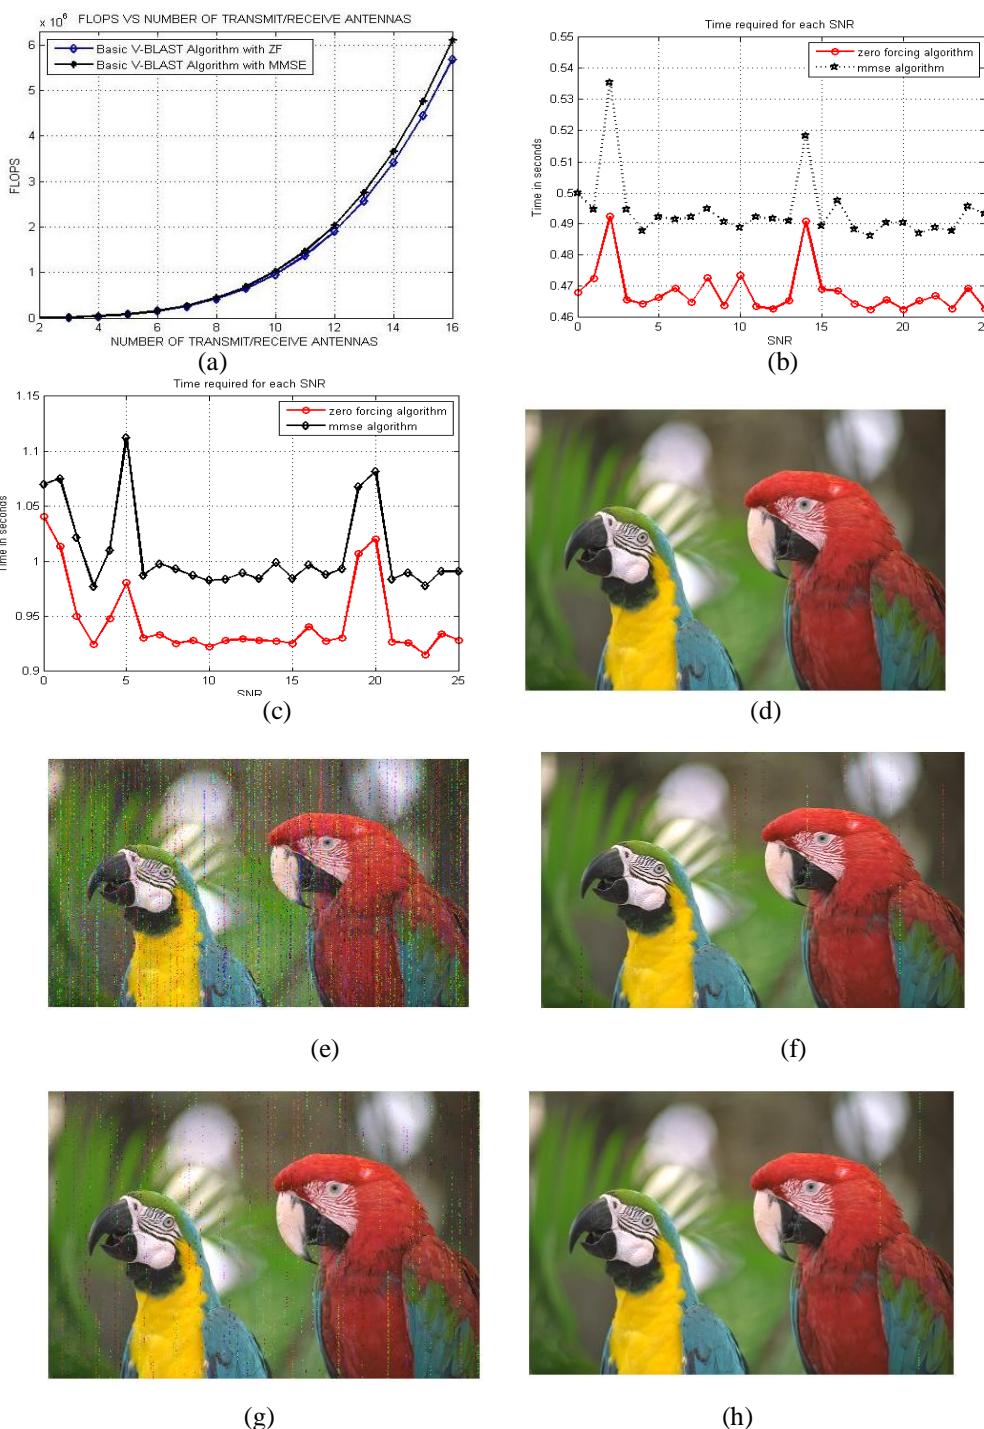 FLOPS VS NUMBER OF TRANSMIT/RECEIVE ANTENNAS
x 10^6
Basic V-BLAST Algorithm with ZF
Basic V-BLAST Algorithm with MMSE
6
5
4
3
2
1
0
FLOPS
2 4 6 8 10 12 14 16
NUMBER OF TRANSMIT/RECEIVE ANTENNAS
(a)
Time required for each SNR
zero forcing algorithm
mmse algorithm
0.55
0.54
0.53
0.52
0.51
0.5
0.49
0.48
0.47
0.46
Time in seconds
0 5 10 15 20 25
SNR
(b)
Time required for each SNR
zero forcing algorithm
mmse algorithm
1.15
1.1
1.05
1
0.95
0.9
Time in seconds
0 5 10 15 20 25
SNR
(c)
(d)
(e)
(f)
(g)
(h)